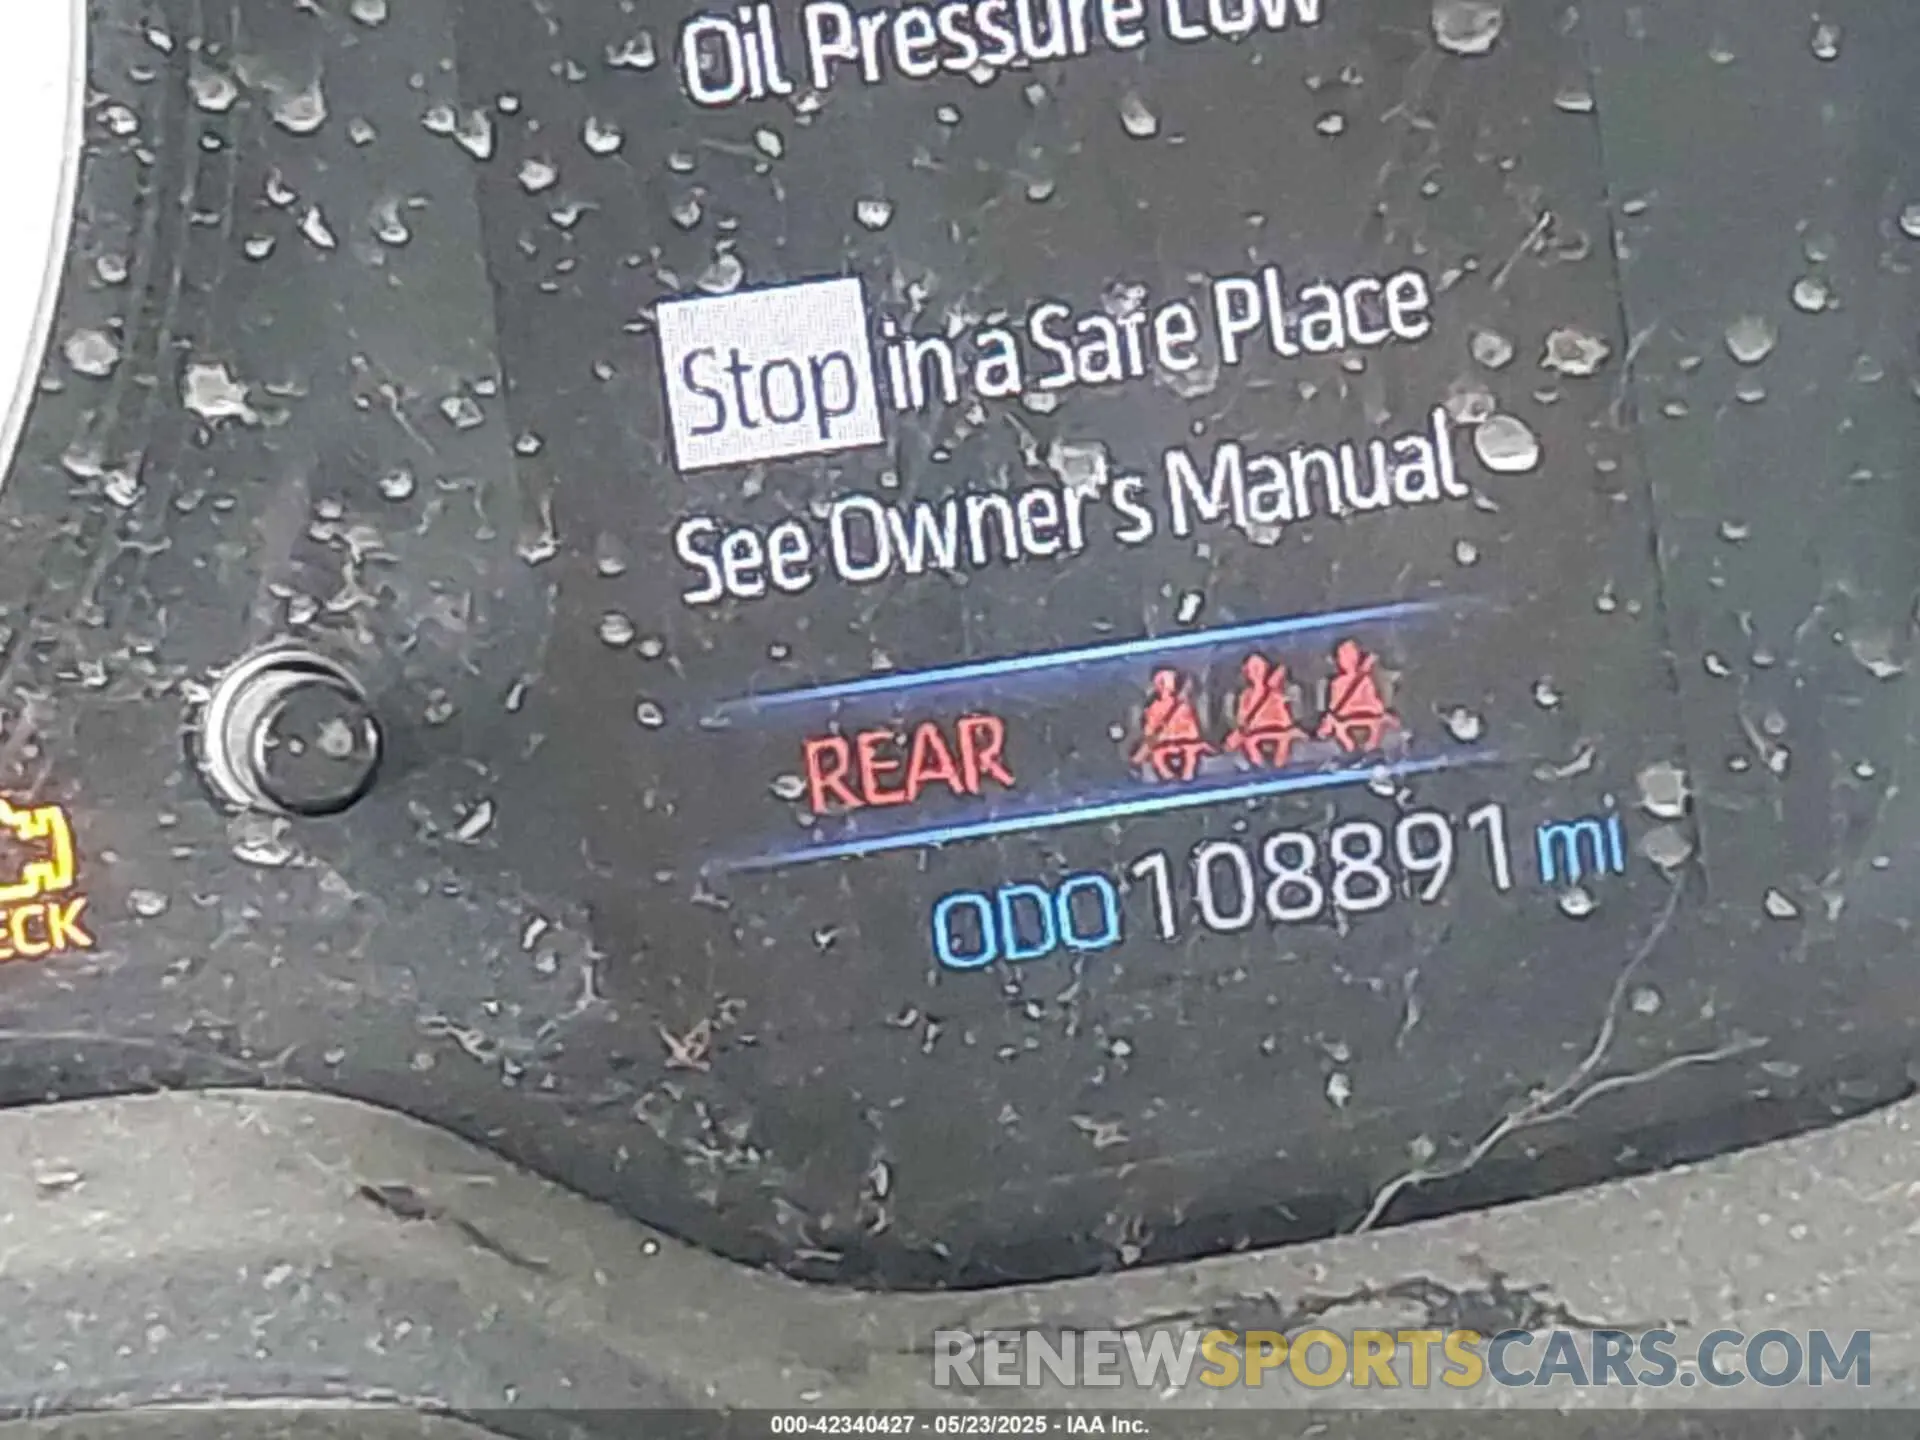 Oil Pressure Low
Stop in a Safe Place
See Owner's Manual
REAR
ODO 108891 mi
ECK
RENEWSPORTSCARS.COM
000-42340427 - 05/23/2025 - IAA Inc.